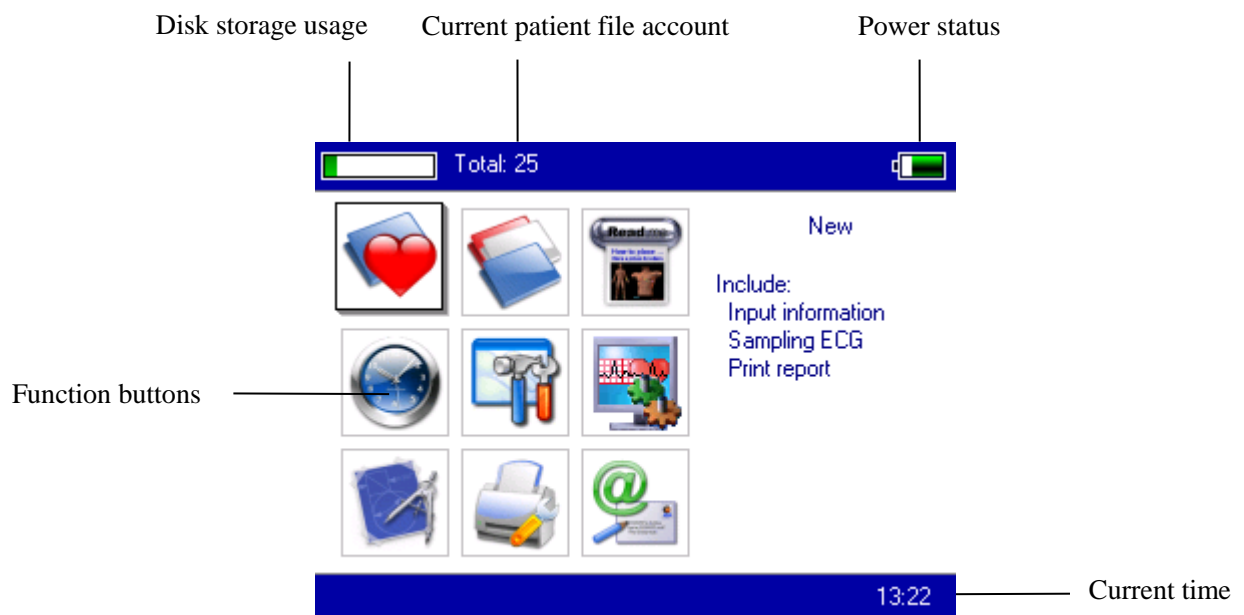 Disk storage usage
Current patient file account
Power status
Total: 25
New
Include:
Input information
Sampling ECG
Print report
Function buttons
13:22
Current time